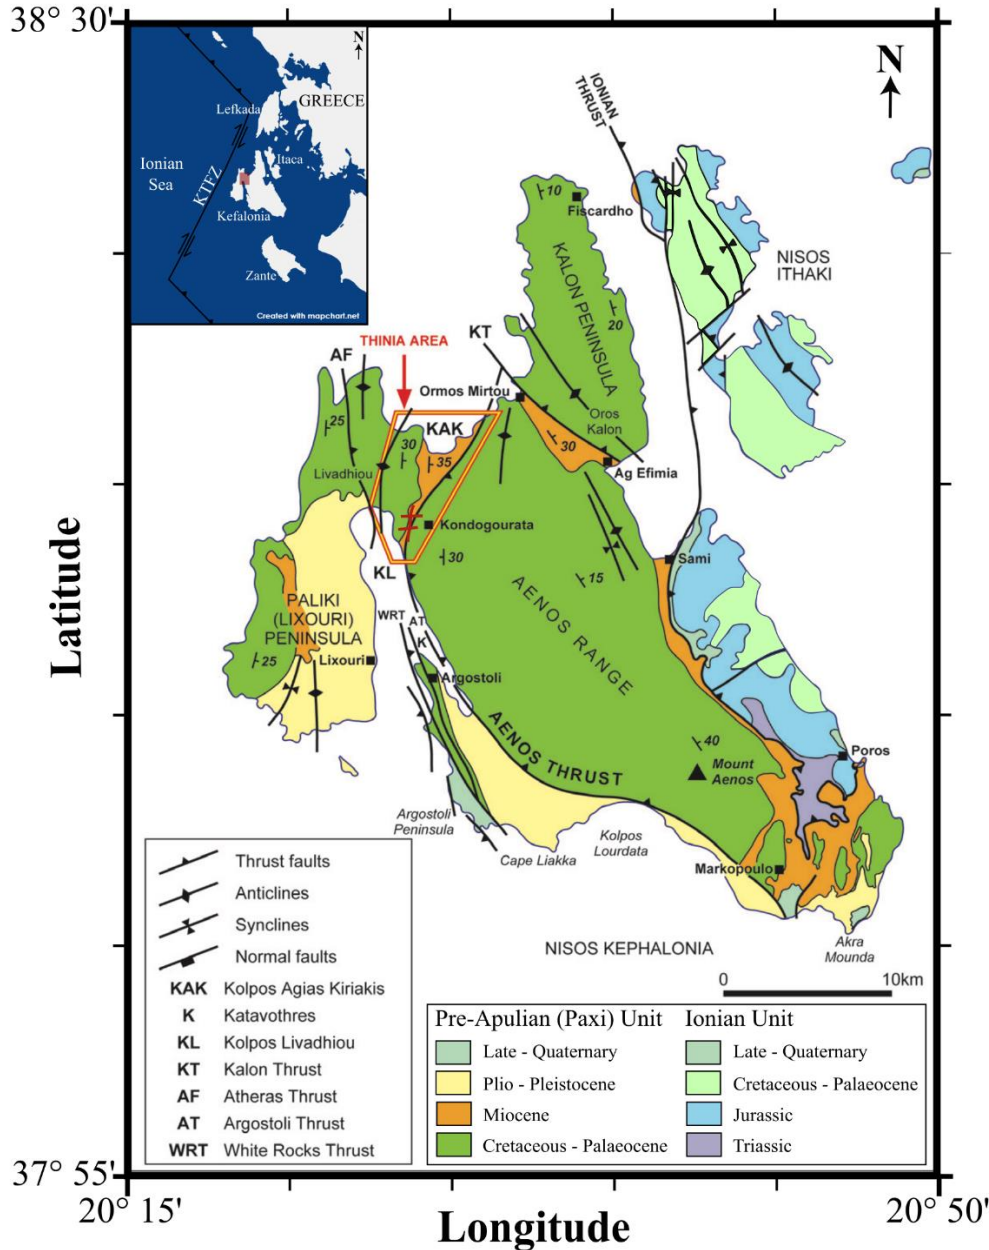 38° 30'
N
Lefkada
GREECE
Ionian
Sea
KTFZ
Itaca
Kefalonia
Zante
Created with mapchart.net
IONIAN
THRUST
N
10
Fiscardho
KALON PENINSULA
20
NISOS
ITHAKI
THINIA AREA
KT
AF
Ormos Mirtou
25
KAK
30
35
Oros
Kalon
30
Livadhiou
Ag Efimia
Kondogourata
30
KL
15
Sami
AENOS RANGE
PALIKI
(LIXOURI)
PENINSULA
WRT
AT
K
25
Lixouri
Argostoli
AENOS THRUST
40
Mount
Aenos
Poros
Argostoli
Peninsula
Cape Liakka
Kolpos
Lourdata
Markopoulo
Akra
Mounda
NISOS KEPHALONIA
0
10km
Thrust faults
Anticlines
Synclines
Normal faults
KAK Kolpos Agias Kiriakis
K Katavothres
KL Kolpos Livadhiou
KT Kalon Thrust
AF Atheras Thrust
AT Argostoli Thrust
WRT White Rocks Thrust
Pre-Apulian (Paxi) Unit
Late - Quaternary
Plio - Pleistocene
Miocene
Cretaceous - Palaeocene
Ionian Unit
Late - Quaternary
Cretaceous - Palaeocene
Jurassic
Triassic
Latitude
37° 55'
20° 15'
Longitude
20° 50'